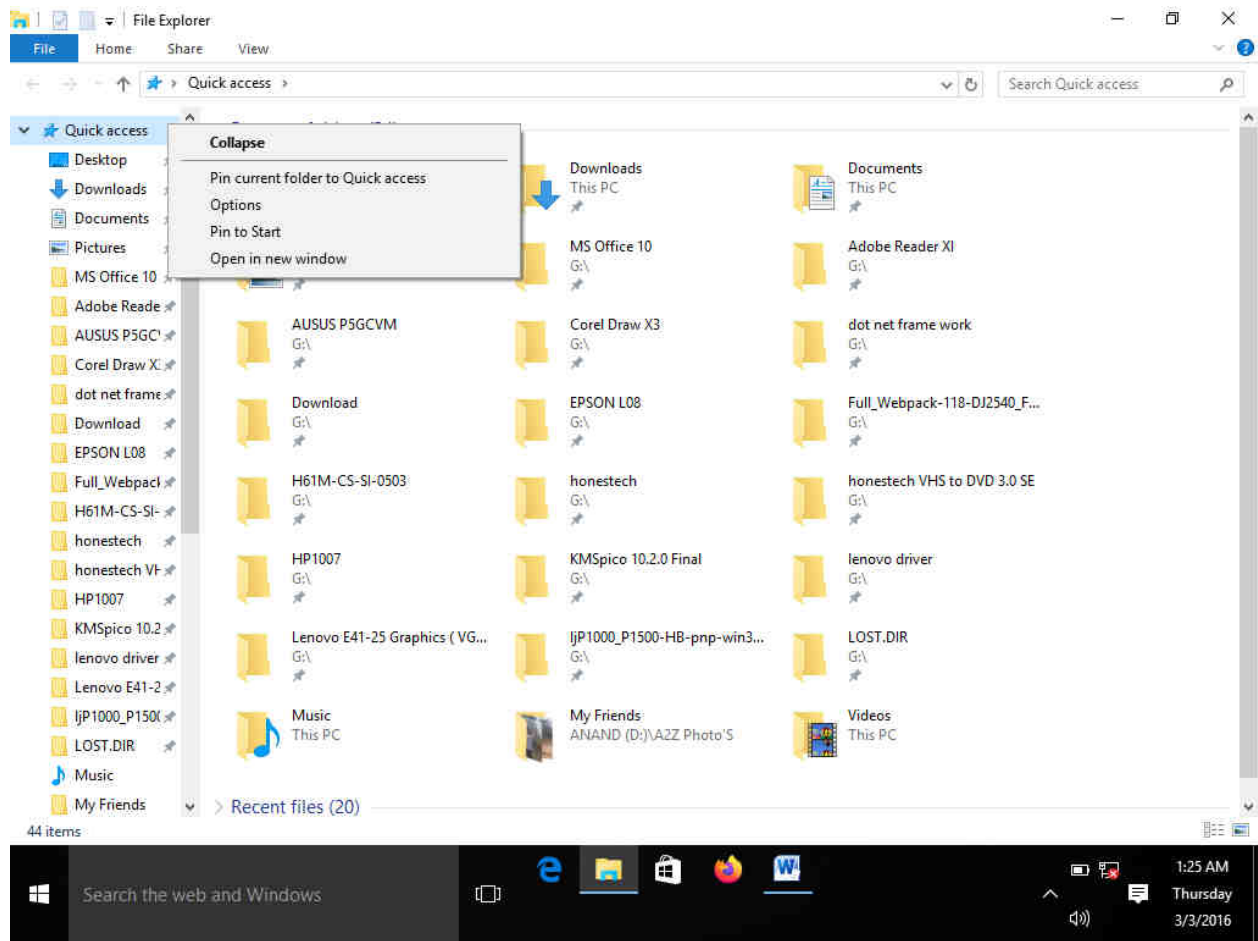 File Explorer
File Home Share View
Quick access
Search Quick access
Quick access
Desktop
Downloads
Documents
Pictures
MS Office 10
Adobe Reade
AUSUS P5GC
Corel Draw X
dot net frame
Download
EPSON L08
Full_Webpack
H61M-CS-SI-
honestech
honestech VH
HP1007
KMSpico 10.2
lenovo driver
Lenovo E41-2
ljP1000_P150
LOST.DIR
Music
My Friends
Collapse
Pin current folder to Quick access
Options
Pin to Start
Open in new window
Downloads
This PC
Documents
This PC
MS Office 10
G:\
Adobe Reader XI
G:\
AUSUS P5GCVM
G:\
Corel Draw X3
G:\
dot net frame work
G:\
Download
G:\
EPSON L08
G:\
Full_Webpack-118-DJ2540_F...
G:\
H61M-CS-SI-0503
G:\
honestech
G:\
honestech VHS to DVD 3.0 SE
G:\
HP1007
G:\
KMSpico 10.2.0 Final
G:\
lenovo driver
G:\
Lenovo E41-25 Graphics ( VG...
G:\
ljP1000_P1500-HB-pnp-win3...
G:\
LOST.DIR
G:\
Music
This PC
My Friends
ANAND (D:)\A2Z Photo'S
Videos
This PC
Recent files (20)
44 items
Search the web and Windows
1:25 AM
Thursday
3/3/2016